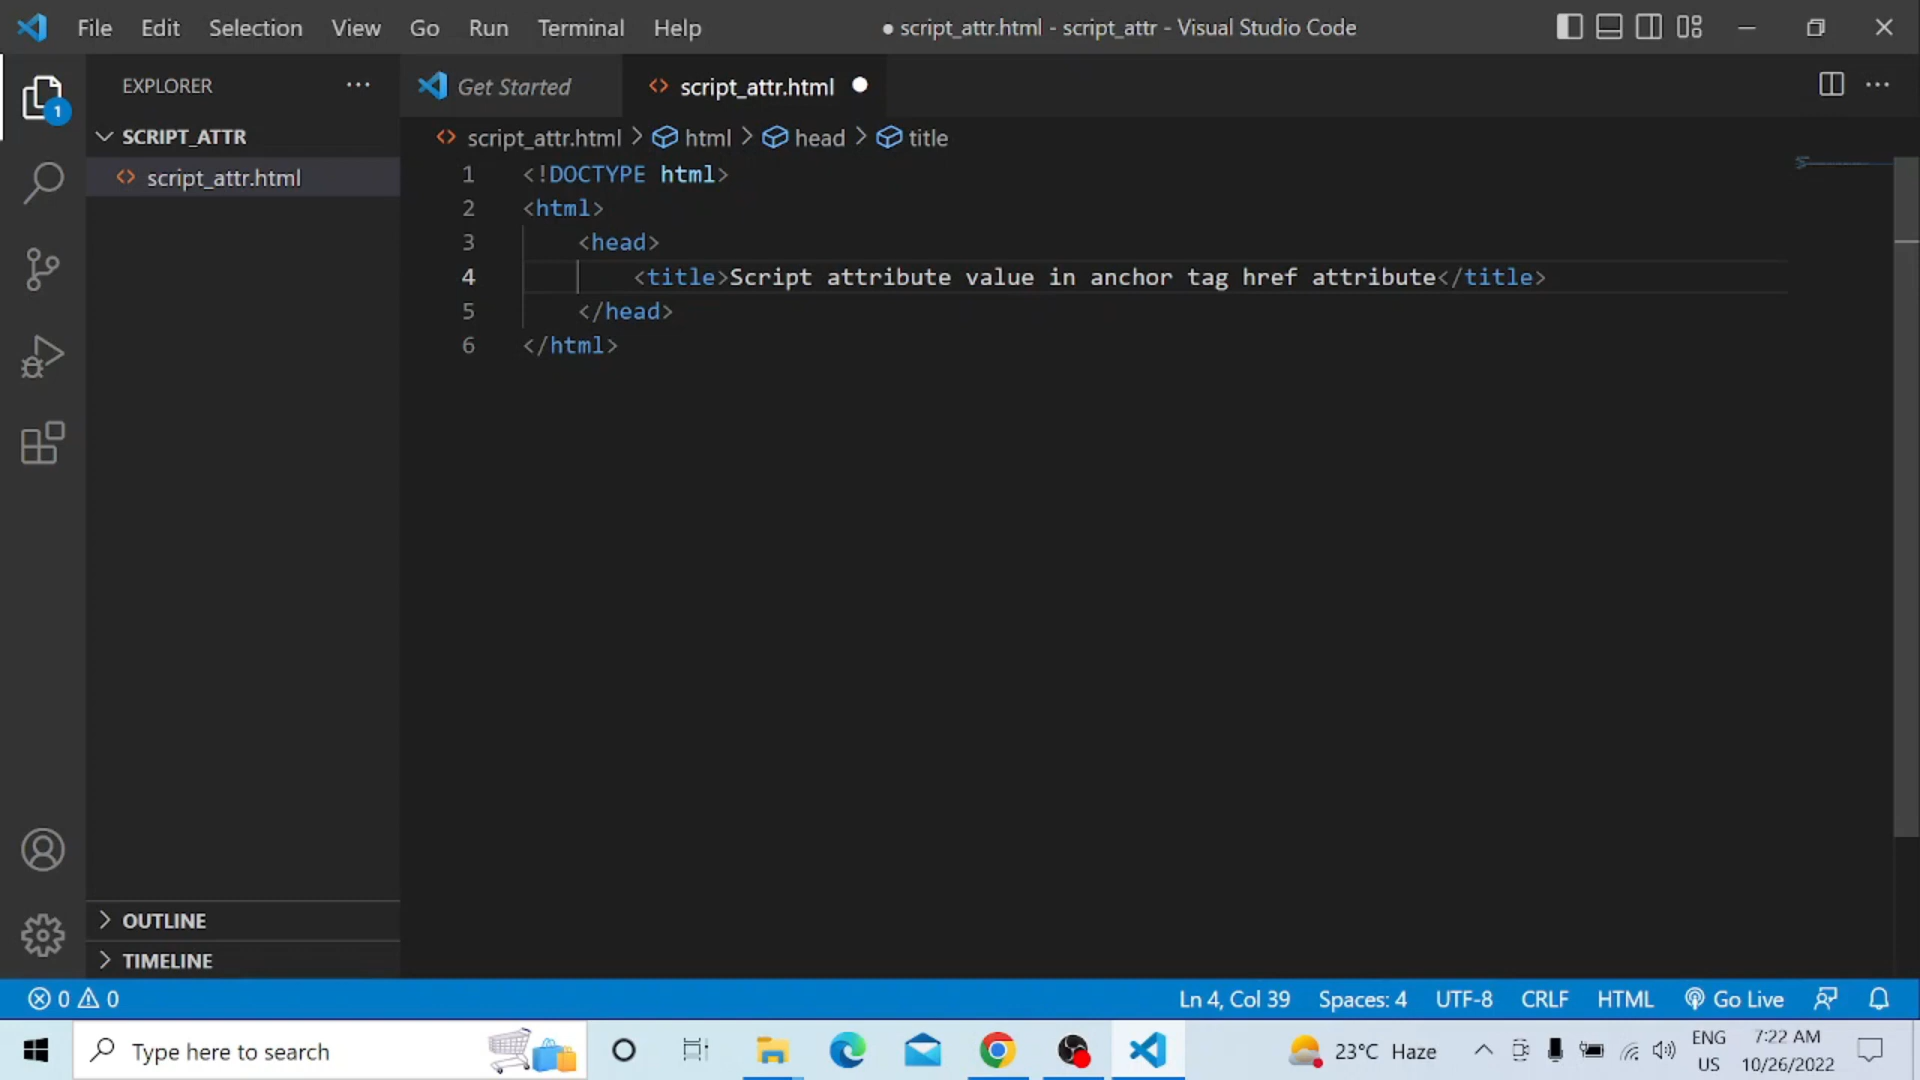 File Edit Selection View Go Run Terminal Help ● script_attr.html - script_attr - Visual Studio Code
EXPLORER ··· Get Started <> script_attr.html ●
1
SCRIPT_ATTR
<> script_attr.html
<> script_attr.html > html > head > title
1 <!DOCTYPE html>
2 <html>
3 <head>
4 <title>Script attribute value in anchor tag href attribute</title>
5 </head>
6 </html>
OUTLINE
TIMELINE
0 0 Ln 4, Col 39 Spaces: 4 UTF-8 CRLF HTML Go Live
Type here to search 23°C Haze ENG US 7:22 AM 10/26/2022